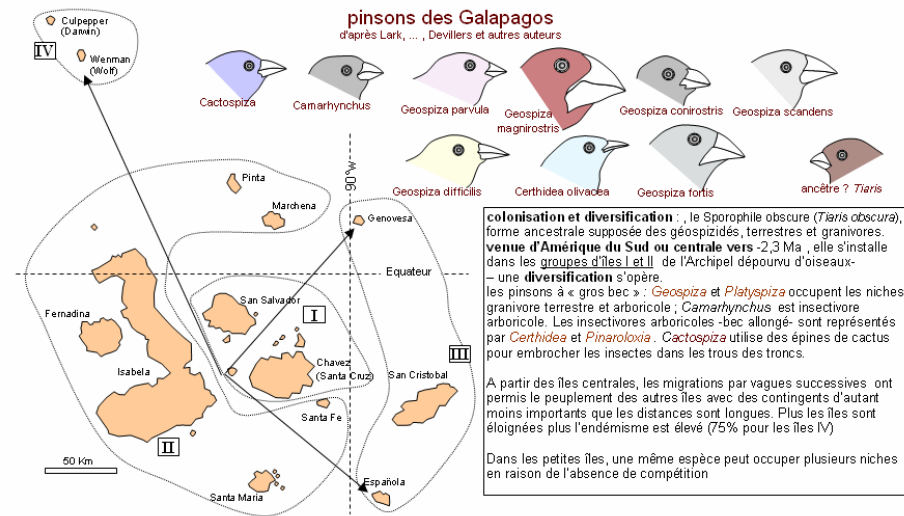 pinsons des Galapagos
d'après Lark, ... , Devillers et autres auteurs
Culpepper
(Darwin)
IV
Wenman
(Wolf)
Cactospiza
Camarhynchus
Geospiza parvula
Geospiza
magnirostris
Geospiza conirostris
Geospiza scandens
Geospiza difficilis
Certhidea olivacea
Geospiza fortis
ancêtre ? Tiaris
90°W
Pinta
Marchena
Genovesa
Equateur
San Salvador
I
Fernadina
Chavez
(Santa Cruz)
III
Isabela
San Cristobal
Santa Fe
II
50 Km
Santa Maria
Española
colonisation et diversification : , le Sporophile obscure (Tiaris obscura),
forme ancestrale supposée des géospizidés, terrestres et granivores.
venue d'Amérique du Sud ou centrale vers -2,3 Ma , elle s'installe
dans les groupes d'îles I et II de l'Archipel dépourvu d'oiseaux-
– une diversification s'opère.
les pinsons à « gros bec » : Geospiza et Platyspiza occupent les niches
granivore terrestre et arboricole ; Camarhynchus est insectivore
arboricole. Les insectivores arboricoles -bec allongé- sont représentés
par Certhidea et Pinaroloxia . Cactospiza utilise des épines de cactus
pour embrocher les insectes dans les trous des troncs.
A partir des îles centrales, les migrations par vagues successives ont
permis le peuplement des autres îles avec des contingents d'autant
moins importants que les distances sont longues. Plus les îles sont
éloignées plus l'endémisme est élevé (75% pour les îles IV)
Dans les petites îles, une même espèce peut occuper plusieurs niches
en raison de l'absence de compétition